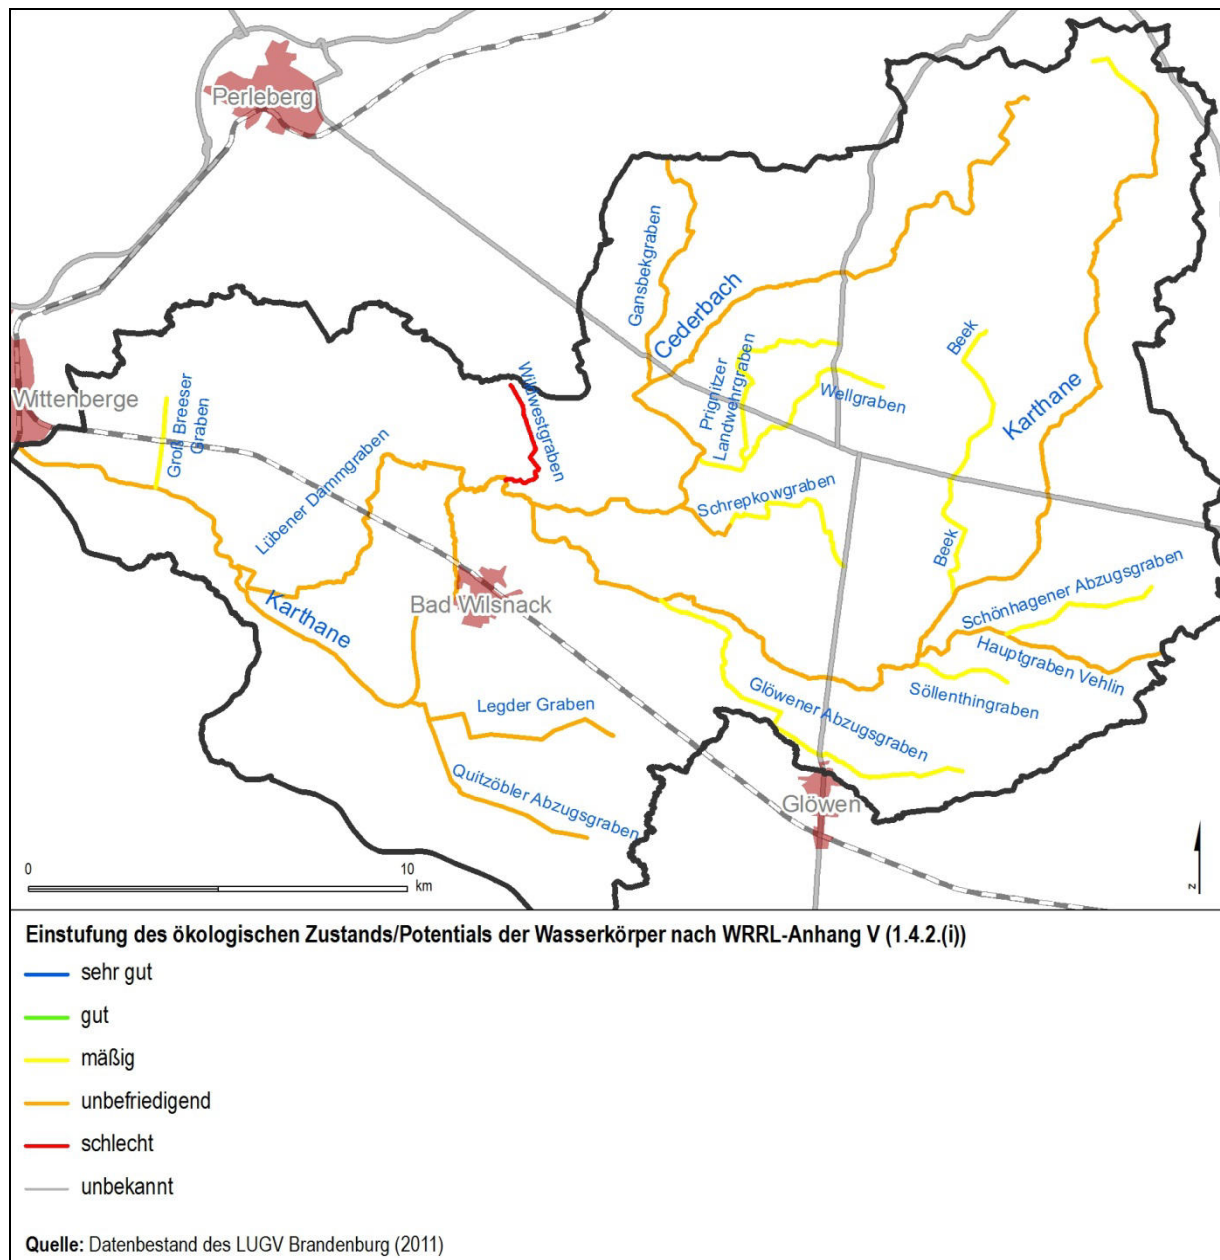 Perleberg
Gansbekgraben
Cederbach
Beek
Karthane
Wittenberge
Groß Breeser
Graben
Wildwestgraben
Prignitzer
Landwehrgraben
Wellgraben
Lübener Dammgraben
Schrepkowgraben
Beek
Schönhagener Abzugsgraben
Karthane
Bad Wilsnack
Hauptgraben Vehlin
Söllenthingraben
Legder Graben
Glöwener Abzugsgraben
Quitzöbler Abzugsgraben
Glöwen
0 10
km
z
Einstufung des ökologischen Zustands/Potentials der Wasserkörper nach WRRL-Anhang V (1.4.2.(i))
sehr gut
gut
mäßig
unbefriedigend
schlecht
unbekannt
Quelle: Datenbestand des LUGV Brandenburg (2011)